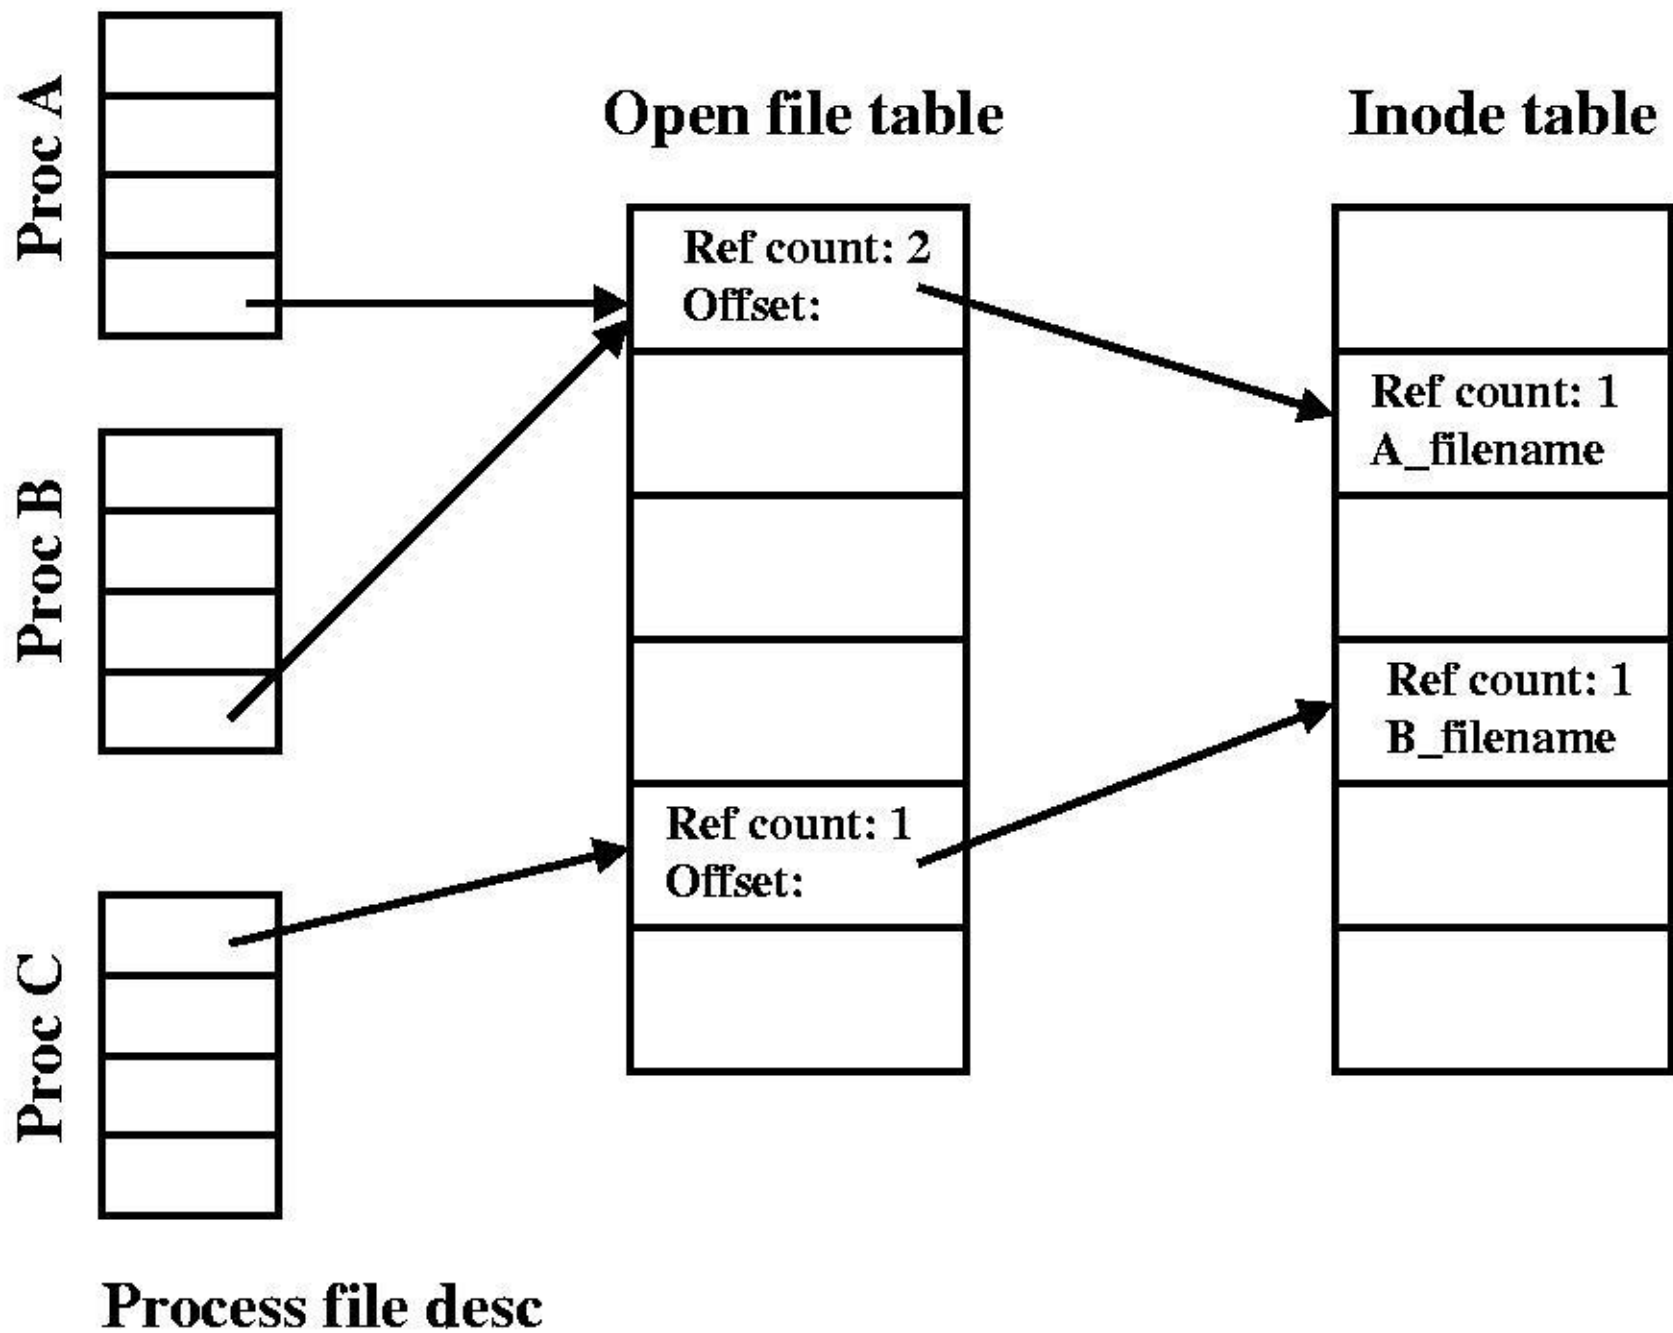 Proc A
Open file table
Inode table
Ref count: 2
Offset:
Ref count: 1
A_filename
Proc B
Ref count: 1
B_filename
Ref count: 1
Offset:
Proc C
Process file desc